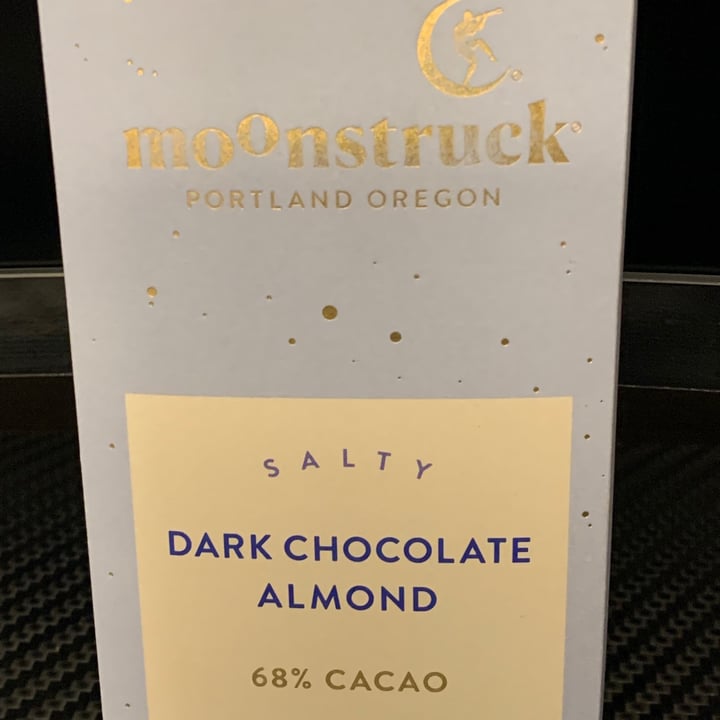 moonstruck®
PORTLAND OREGON
SALTY
DARK CHOCOLATE
ALMOND
68% CACAO